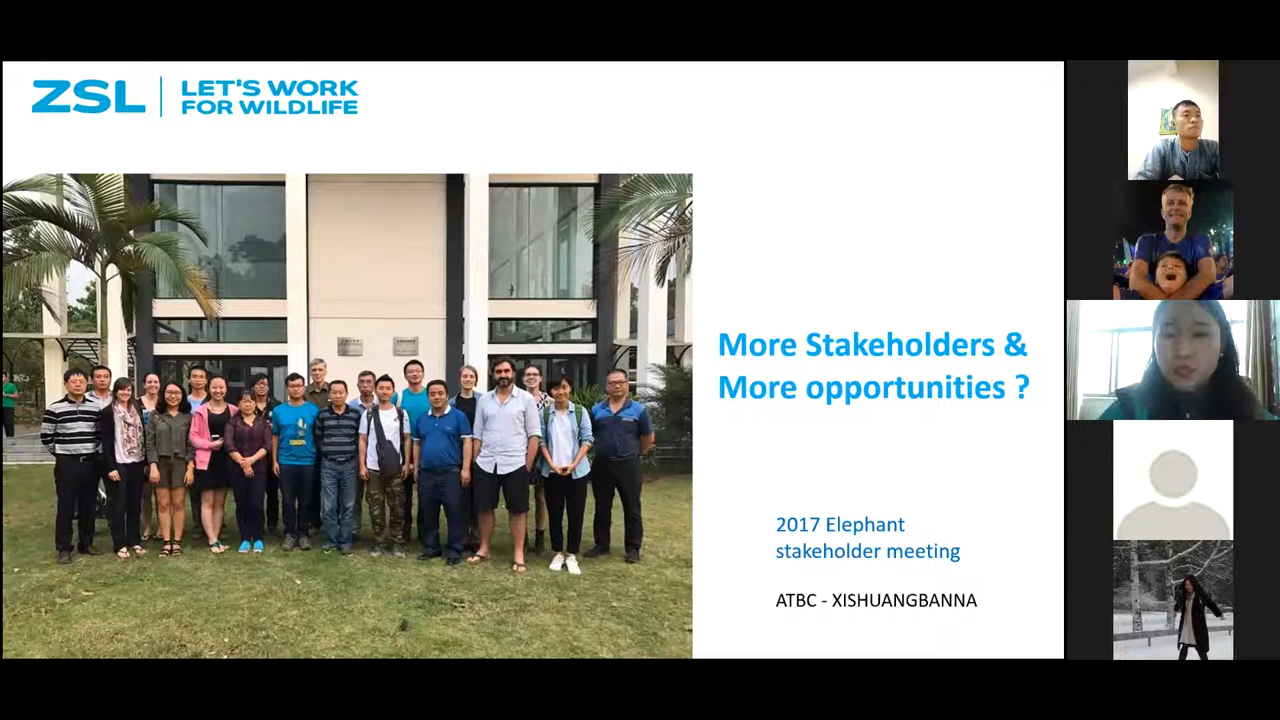 ZSL
LET'S WORK
FOR WILDLIFE
More Stakeholders &
More opportunities ?
2017 Elephant
stakeholder meeting
ATBC - XISHUANGBANNA